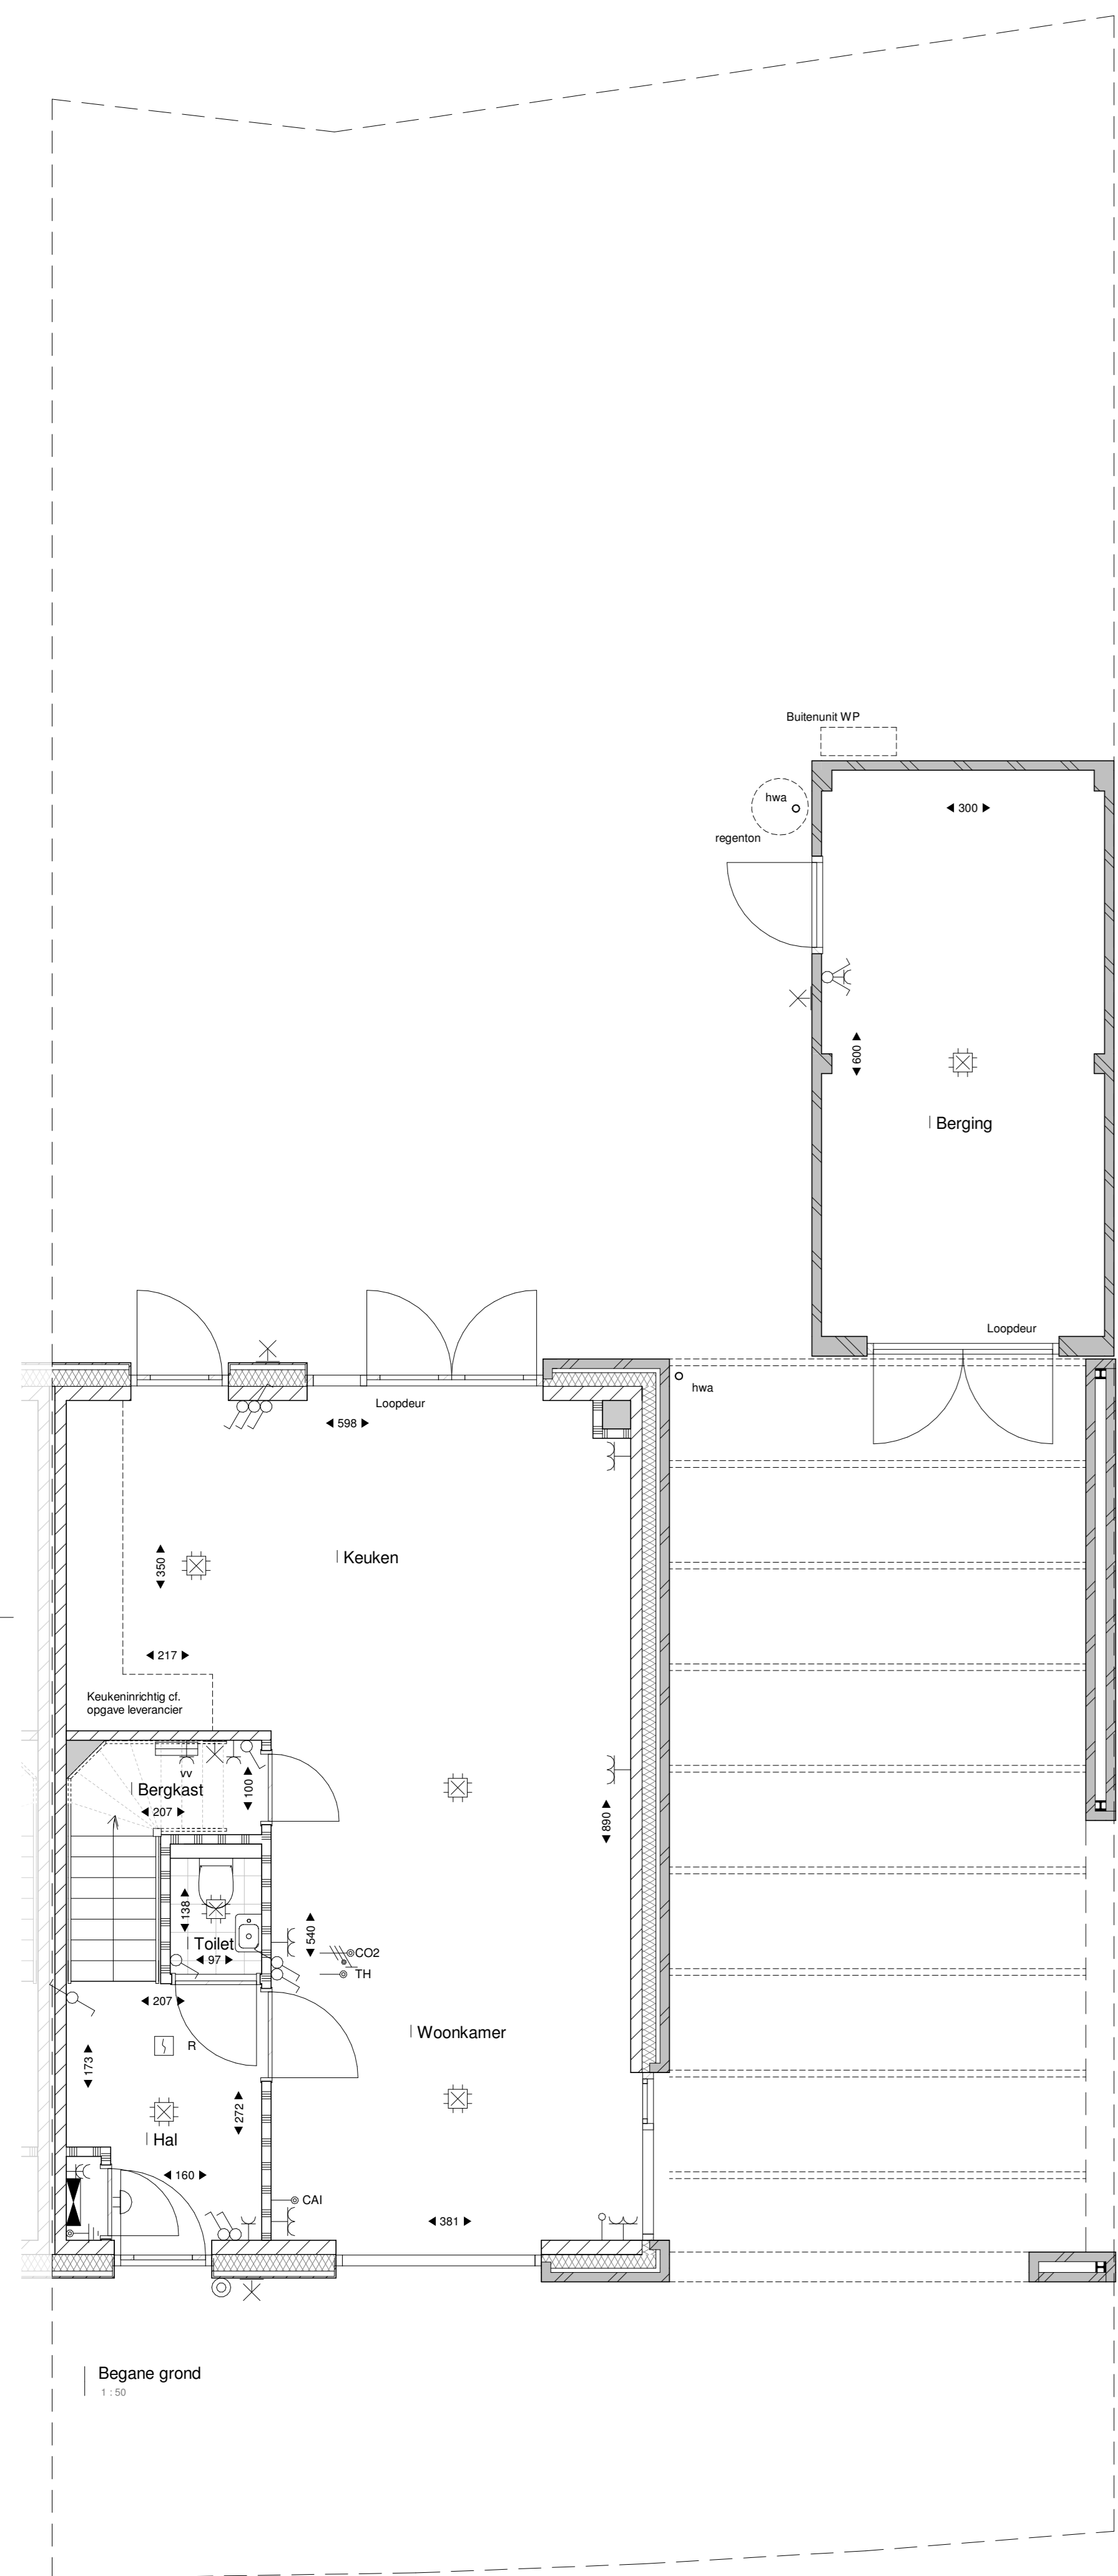 Buitenunit WP
hwa
◄ 300 ►
regenton
◄ 600 ►
Berging
Loopdeur
hwa
Loopdeur
◄ 598 ►
Keuken
◄ 350 ►
◄ 217 ►
Keukeninrichtig cf.
opgave leverancier
vv
Bergkast
◄ 100 ►
◄ 207 ►
◄ 890 ►
◄ 138 ►
Toilet
◄ 540 ►
CO2
◄ 97 ►
TH
◄ 207 ►
Woonkamer
R
◄ 173 ►
◄ 272 ►
Hal
◄ 160 ►
CAI
◄ 381 ►
H
H
H
Begane grond
1 : 50